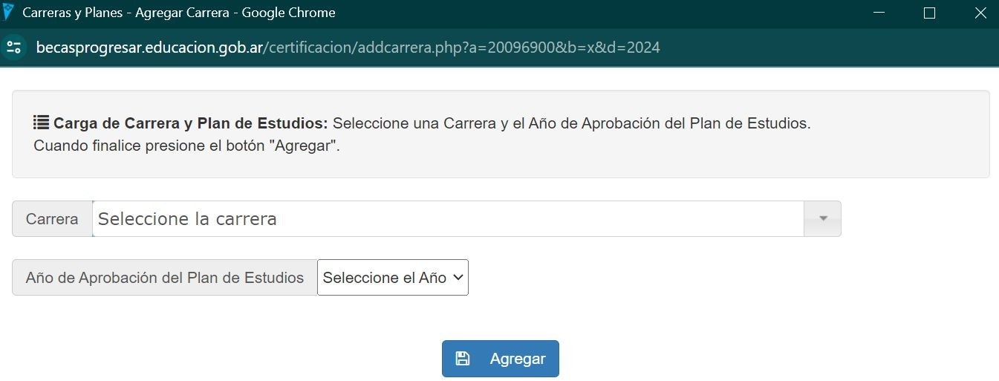 Carreras y Planes - Agregar Carrera - Google Chrome
becasprogresar.educacion.gob.ar/certificacion/addcarrera.php?a=20096900&b=x&d=2024
Carga de Carrera y Plan de Estudios: Seleccione una Carrera y el Año de Aprobación del Plan de Estudios.
Cuando finalice presione el botón "Agregar".
Carrera Seleccione la carrera
Año de Aprobación del Plan de Estudios Seleccione el Año
Agregar